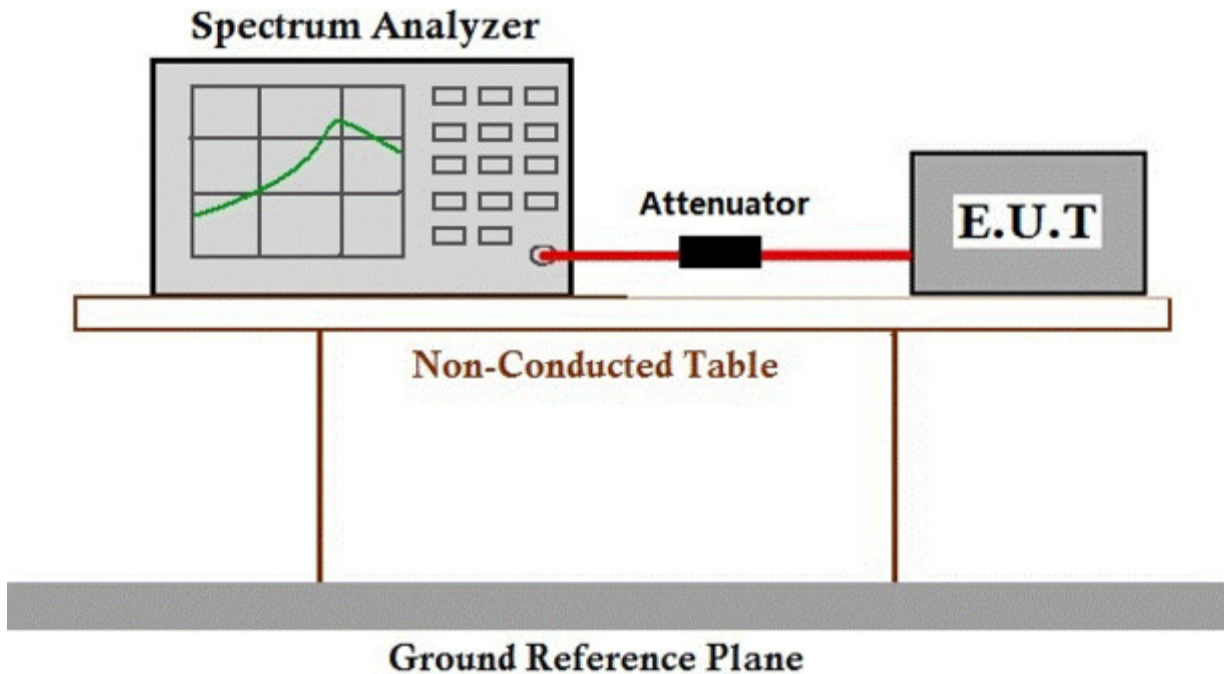 Spectrum Analyzer
Attenuator
E.U.T
Non-Conducted Table
Ground Reference Plane